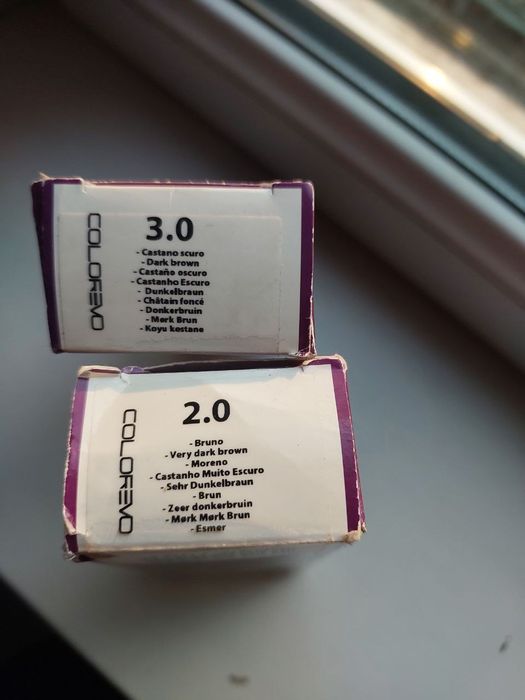 COLOREVO
3.0
- Castano scuro
- Dark brown
- Castaño oscuro
- Castanho Escuro
- Dunkelbraun
- Châtain foncé
- Donkerbruin
- Mørk Brun
- Koyu kestane
COLOREVO
2.0
- Bruno
- Very dark brown
- Moreno
- Castanho Muito Escuro
- Sehr Dunkelbraun
- Brun
- Zeer donkerbruin
- Mørk Mørk Brun
- Esmer